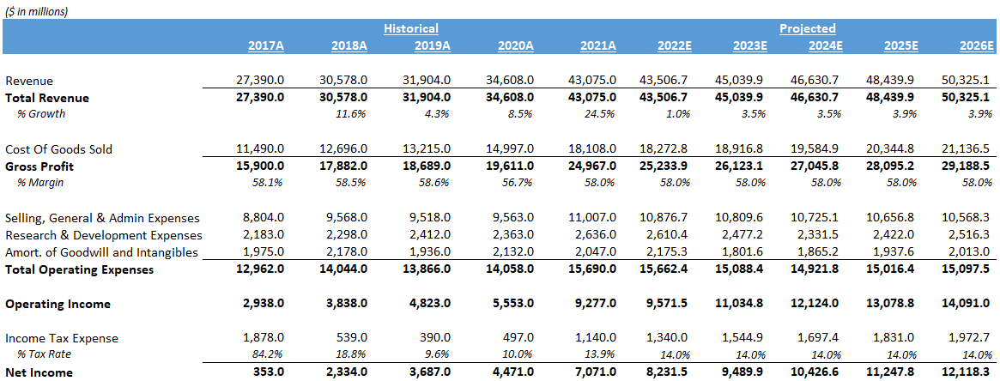 ($ in millions)
Historical Projected
2017A 2018A 2019A 2020A 2021A 2022E 2023E 2024E 2025E 2026E
Revenue 27,390.0 30,578.0 31,904.0 34,608.0 43,075.0 43,506.7 45,039.9 46,630.7 48,439.9 50,325.1
Total Revenue 27,390.0 30,578.0 31,904.0 34,608.0 43,075.0 43,506.7 45,039.9 46,630.7 48,439.9 50,325.1
% Growth 11.6% 4.3% 8.5% 24.5% 1.0% 3.5% 3.5% 3.9% 3.9%
Cost Of Goods Sold 11,490.0 12,696.0 13,215.0 14,997.0 18,108.0 18,272.8 18,916.8 19,584.9 20,344.8 21,136.5
Gross Profit 15,900.0 17,882.0 18,689.0 19,611.0 24,967.0 25,233.9 26,123.1 27,045.8 28,095.2 29,188.5
% Margin 58.1% 58.5% 58.6% 56.7% 58.0% 58.0% 58.0% 58.0% 58.0% 58.0%
Selling, General & Admin Expenses 8,804.0 9,568.0 9,518.0 9,563.0 11,007.0 10,876.7 10,809.6 10,725.1 10,656.8 10,568.3
Research & Development Expenses 2,183.0 2,298.0 2,412.0 2,363.0 2,636.0 2,610.4 2,477.2 2,331.5 2,422.0 2,516.3
Amort. of Goodwill and Intangibles 1,975.0 2,178.0 1,936.0 2,132.0 2,047.0 2,175.3 1,801.6 1,865.2 1,937.6 2,013.0
Total Operating Expenses 12,962.0 14,044.0 13,866.0 14,058.0 15,690.0 15,662.4 15,088.4 14,921.8 15,016.4 15,097.5
Operating Income 2,938.0 3,838.0 4,823.0 5,553.0 9,277.0 9,571.5 11,034.8 12,124.0 13,078.8 14,091.0
Income Tax Expense 1,878.0 539.0 390.0 497.0 1,140.0 1,340.0 1,544.9 1,697.4 1,831.0 1,972.7
% Tax Rate 84.2% 18.8% 9.6% 10.0% 13.9% 14.0% 14.0% 14.0% 14.0% 14.0%
Net Income 353.0 2,334.0 3,687.0 4,471.0 7,071.0 8,231.5 9,489.9 10,426.6 11,247.8 12,118.3